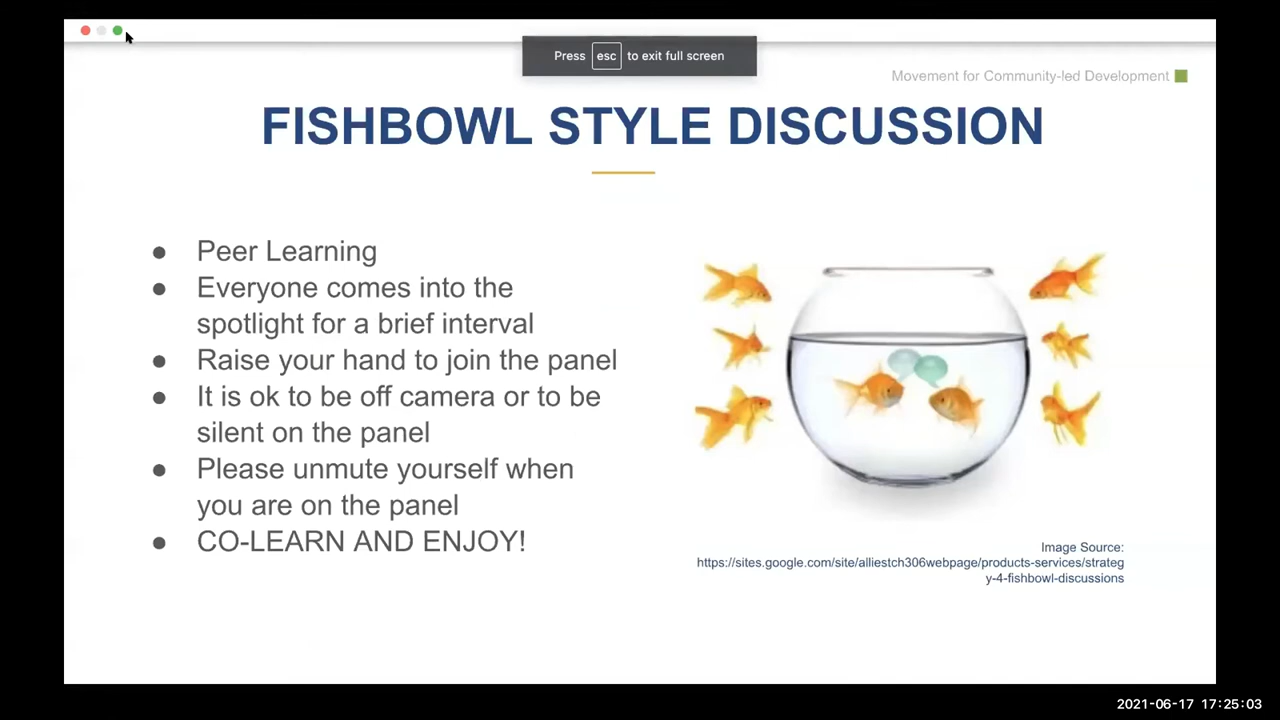 Press esc to exit full screen
Movement for Community-led Development
FISHBOWL STYLE DISCUSSION
● Peer Learning
● Everyone comes into the
spotlight for a brief interval
● Raise your hand to join the panel
● It is ok to be off camera or to be
silent on the panel
● Please unmute yourself when
you are on the panel
● CO-LEARN AND ENJOY!
Image Source:
https://sites.google.com/site/alliestch306webpage/products-services/strateg
y-4-fishbowl-discussions
2021-06-17 17:25:03